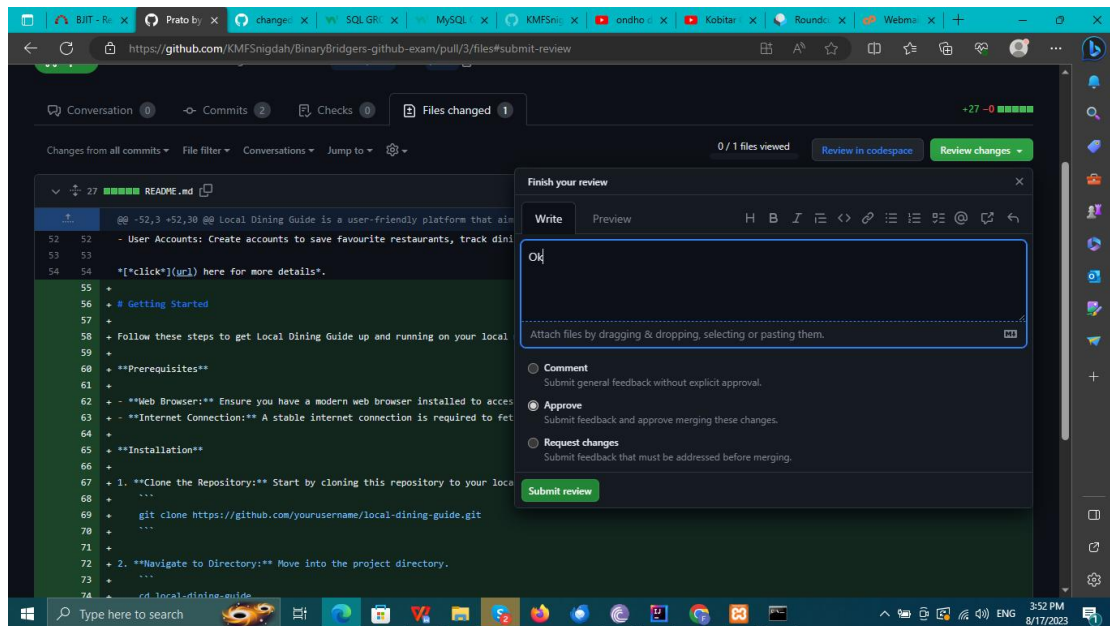 BJIT - Re
Prato by
changed
SQL GRO
MySQL
KMFSnig
ondho
Kobitar
Roundcu
Webmai
https://github.com/KMFSnigdah/BinaryBridgers-github-exam/pull/3/files#submit-review
Conversation 0
Commits 2
Checks 0
Files changed 1
+27 −0
Changes from all commits
File filter
Conversations
Jump to
0 / 1 files viewed
Review in codespace
Review changes
27 README.md
@@ -52,3 +52,30 @@ Local Dining Guide is a user-friendly platform that aim
52 52 - User Accounts: Create accounts to save favourite restaurants, track dini
53 53
54 54 *[*click*](url) here for more details*.
55 +
56 + # Getting Started
57 +
58 + Follow these steps to get Local Dining Guide up and running on your local
59 +
60 + **Prerequisites**
61 +
62 + - **Web Browser:** Ensure you have a modern web browser installed to acces
63 + - **Internet Connection:** A stable internet connection is required to fet
64 +
65 + **Installation**
66 +
67 + 1. **Clone the Repository:** Start by cloning this repository to your loca
68 + ```
69 + git clone https://github.com/yourusername/local-dining-guide.git
70 + ```
71 +
72 + 2. **Navigate to Directory:** Move into the project directory.
73 + ```
74 + cd local-dining-guide
Finish your review
Write
Preview
Ok
Attach files by dragging & dropping, selecting or pasting them.
Comment
Submit general feedback without explicit approval.
Approve
Submit feedback and approve merging these changes.
Request changes
Submit feedback that must be addressed before merging.
Submit review
Type here to search
ENG
3:52 PM
8/17/2023